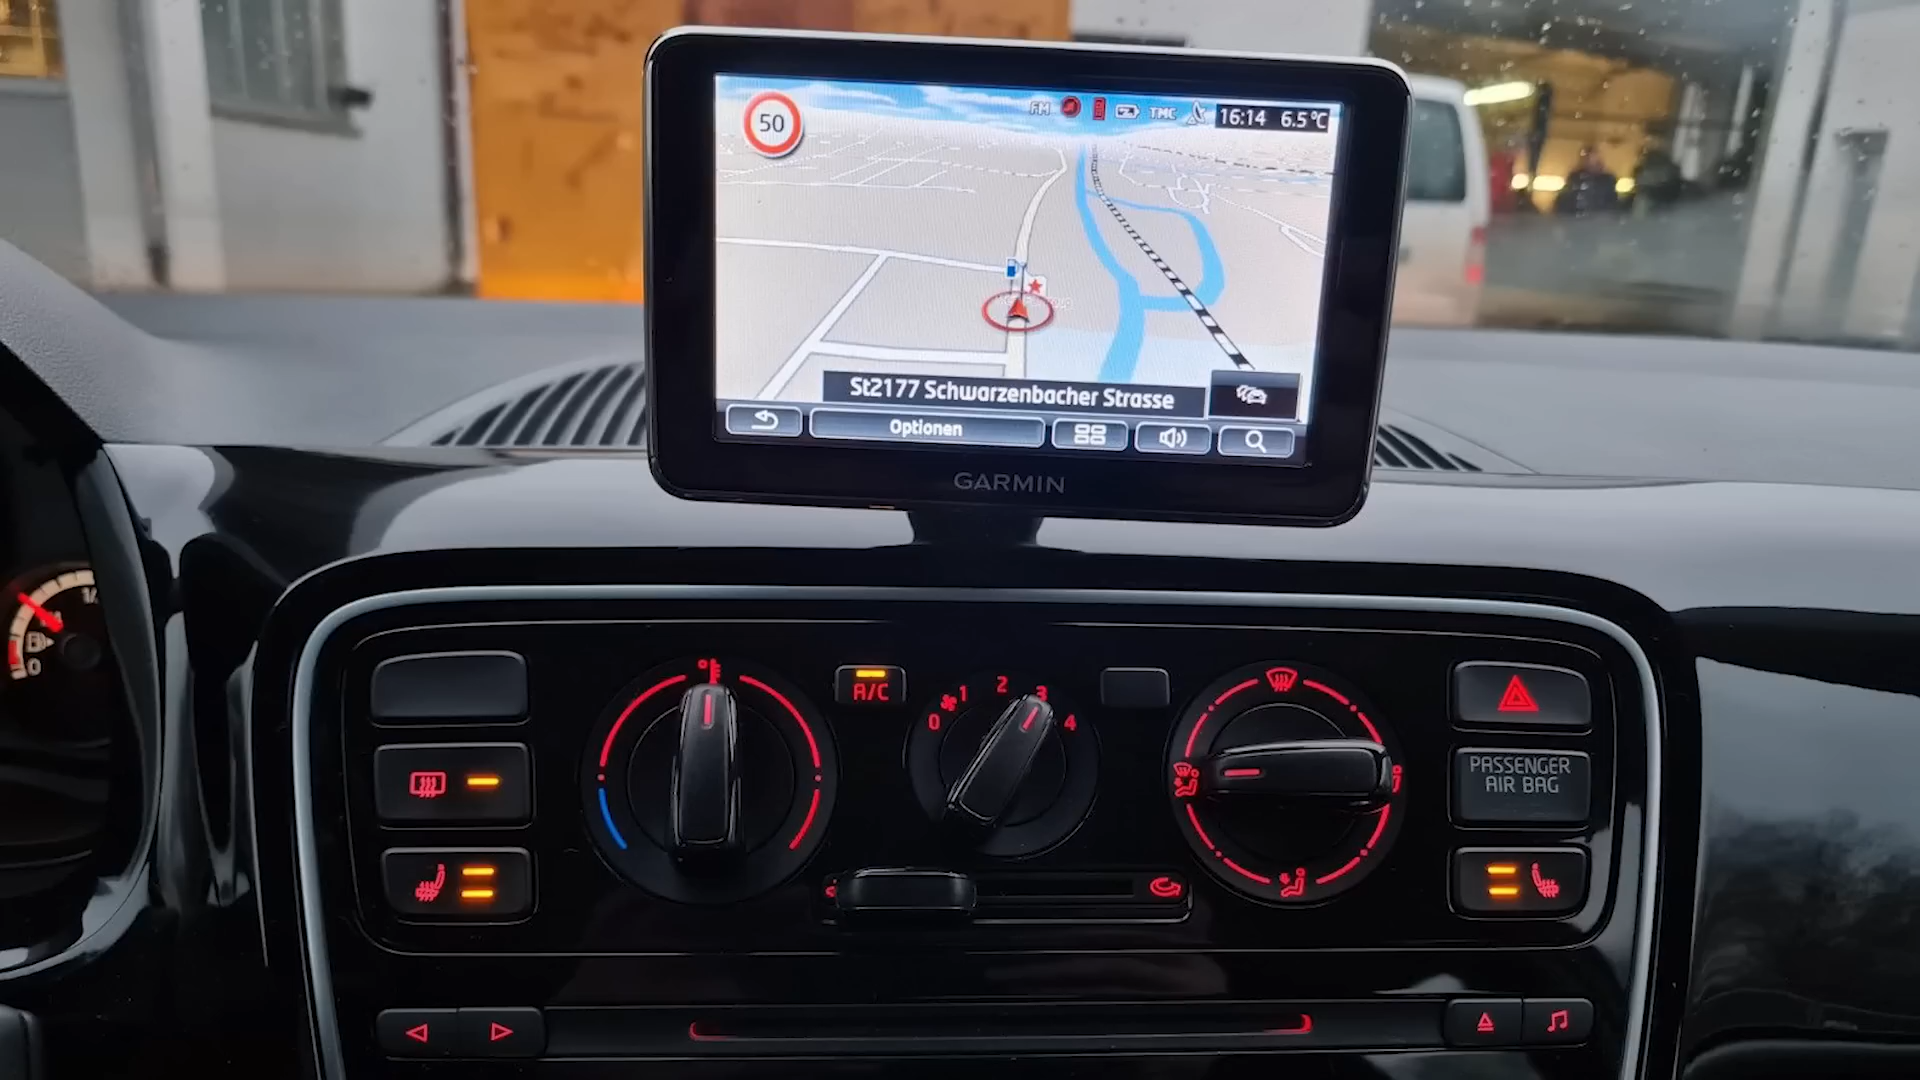 50
FM
TMC
16:14 6.5°C
St2177 Schwarzenbacher Strasse
Optionen
GARMIN
0
A/C
0 1 2 3 4
PASSENGER
AIR BAG